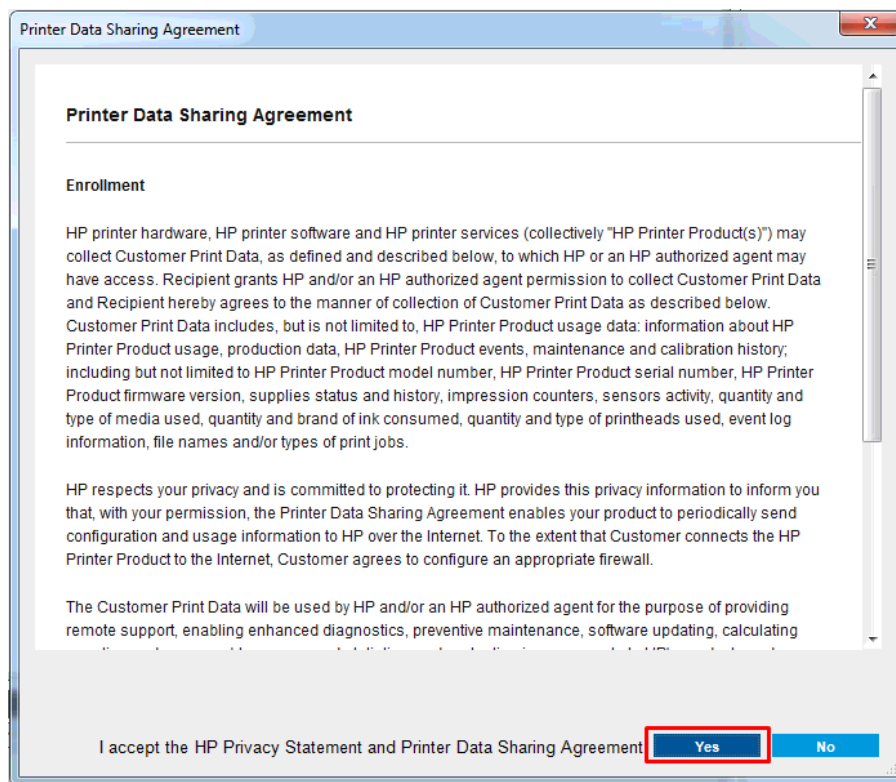 Printer Data Sharing Agreement
Printer Data Sharing Agreement
Enrollment
HP printer hardware, HP printer software and HP printer services (collectively "HP Printer Product(s)") may
collect Customer Print Data, as defined and described below, to which HP or an HP authorized agent may
have access. Recipient grants HP and/or an HP authorized agent permission to collect Customer Print Data
and Recipient hereby agrees to the manner of collection of Customer Print Data as described below.
Customer Print Data includes, but is not limited to, HP Printer Product usage data: information about HP
Printer Product usage, production data, HP Printer Product events, maintenance and calibration history;
including but not limited to HP Printer Product model number, HP Printer Product serial number, HP Printer
Product firmware version, supplies status and history, impression counters, sensors activity, quantity and
type of media used, quantity and brand of ink consumed, quantity and type of printheads used, event log
information, file names and/or types of print jobs.
HP respects your privacy and is committed to protecting it. HP provides this privacy information to inform you
that, with your permission, the Printer Data Sharing Agreement enables your product to periodically send
configuration and usage information to HP over the Internet. To the extent that Customer connects the HP
Printer Product to the Internet, Customer agrees to configure an appropriate firewall.
The Customer Print Data will be used by HP and/or an HP authorized agent for the purpose of providing
remote support, enabling enhanced diagnostics, preventive maintenance, software updating, calculating
I accept the HP Privacy Statement and Printer Data Sharing Agreement Yes No